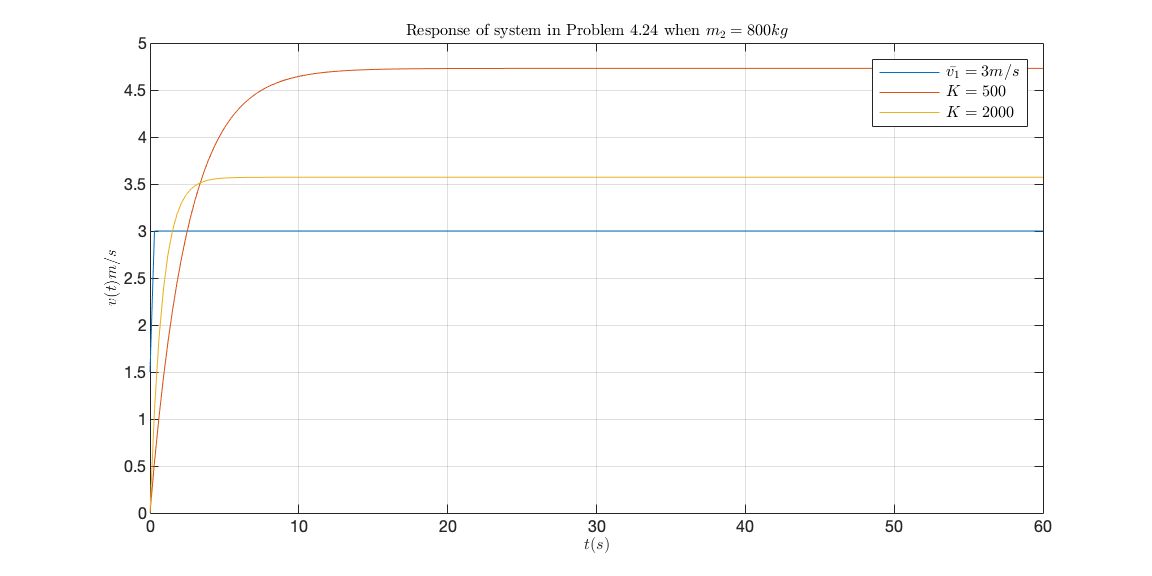 Response of system in Problem 4.24 when m₂ = 800kg
5
4.5
4
3.5
3
2.5
2
1.5
1
0.5
0
v(t)m/s
v̄₁ = 3m/s
K = 500
K = 2000
0 10 20 30 40 50 60
t(s)